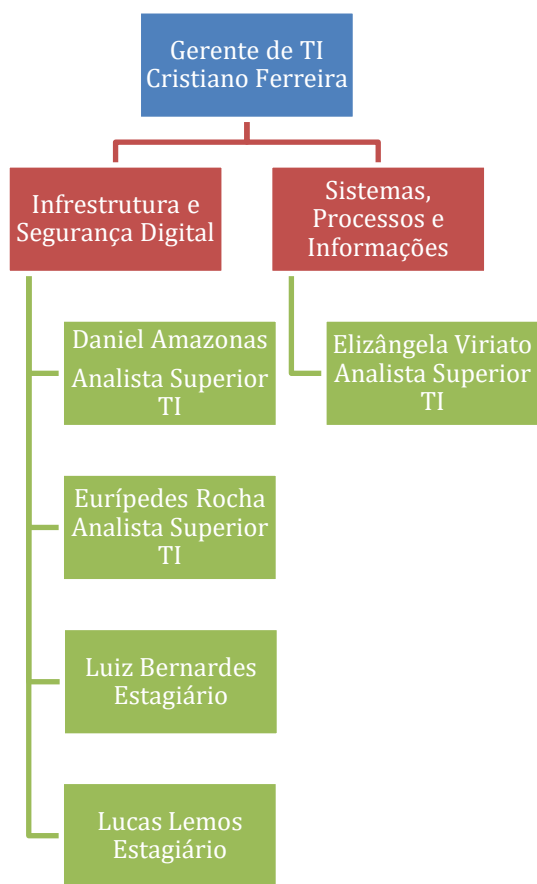 Gerente de TI
Cristiano Ferreira
Infrestrutura e
Segurança Digital
Sistemas,
Processos e
Informações
Daniel Amazonas
Analista Superior
TI
Elizângela Viriato
Analista Superior
TI
Eurípedes Rocha
Analista Superior
TI
Luiz Bernardes
Estagiário
Lucas Lemos
Estagiário